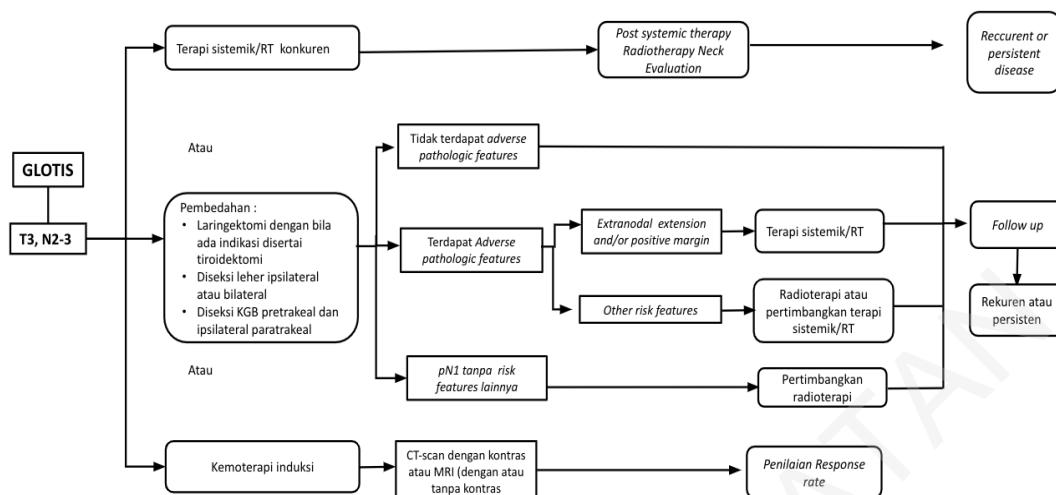 Terapi sistemik/RT konkuren
Post systemic therapy
Radiotherapy Neck
Evaluation
Reccurent or
persistent
disease
Atau
Tidak terdapat adverse
pathologic features
GLOTIS
T3, N2-3
Pembedahan :
• Laringektomi dengan bila
ada indikasi disertai
tiroidektomi
• Diseksi leher ipsilateral
atau bilateral
• Diseksi KGB pretrakeal dan
ipsilateral paratrakeal
Terdapat Adverse
pathologic features
Extranodal extension
and/or positive margin
Terapi sistemik/RT
Follow up
Other risk features
Radioterapi atau
pertimbangkan terapi
sistemik/RT
Rekuren atau
persisten
Atau
pN1 tanpa risk
features lainnya
Pertimbangkan
radioterapi
Kemoterapi induksi
CT-scan dengan kontras
atau MRI (dengan atau
tanpa kontras
Penilaian Response
rate
ATAN